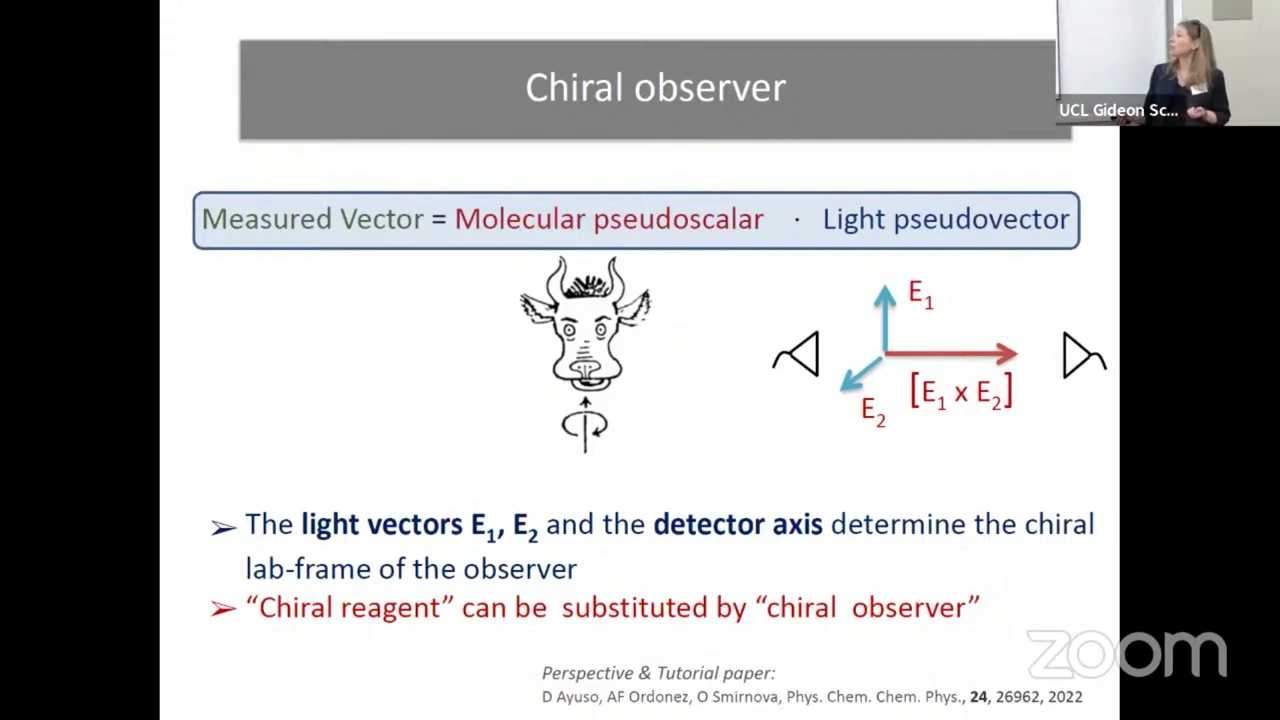 Chiral observer
UCL Gideon Sc...
Measured Vector = Molecular pseudoscalar · Light pseudovector
E1
[E1 x E2]
E2
➢ The light vectors E1, E2 and the detector axis determine the chiral
lab-frame of the observer
➢ “Chiral reagent” can be substituted by “chiral observer”
zoom
Perspective & Tutorial paper:
D Ayuso, AF Ordonez, O Smirnova, Phys. Chem. Chem. Phys., 24, 26962, 2022